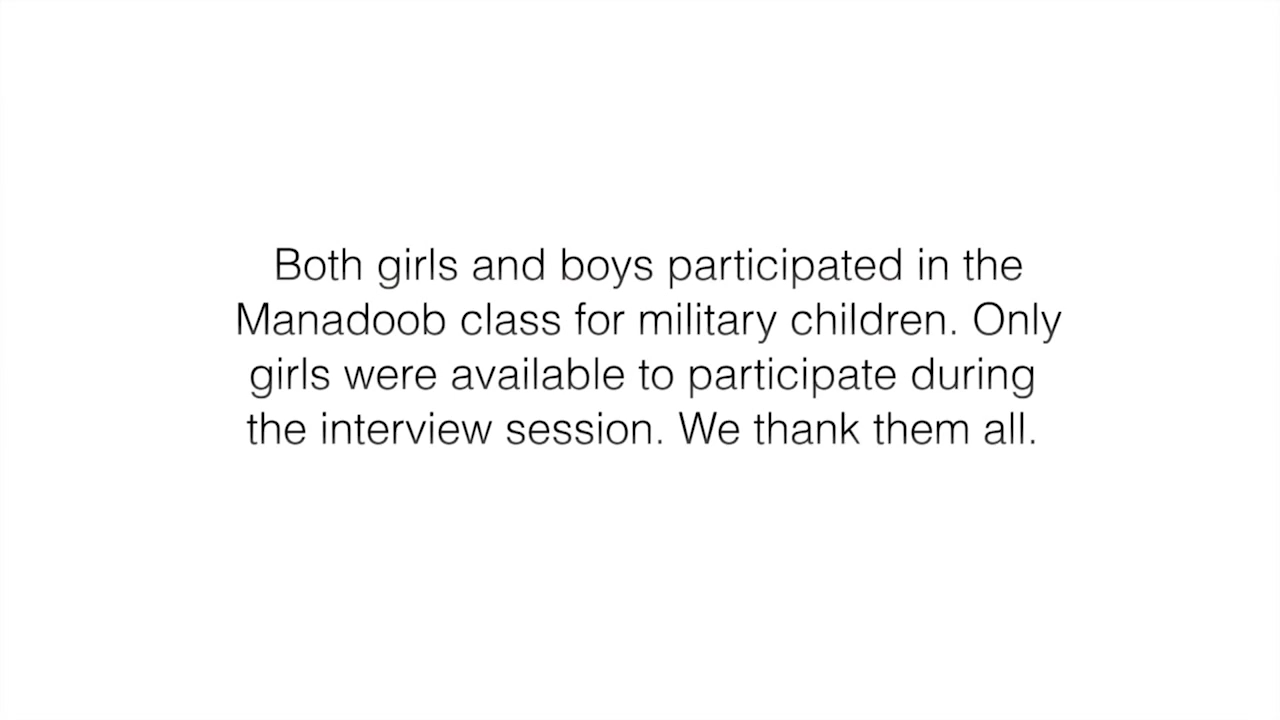 Both girls and boys participated in the
Manadoob class for military children. Only
girls were available to participate during
the interview session. We thank them all.